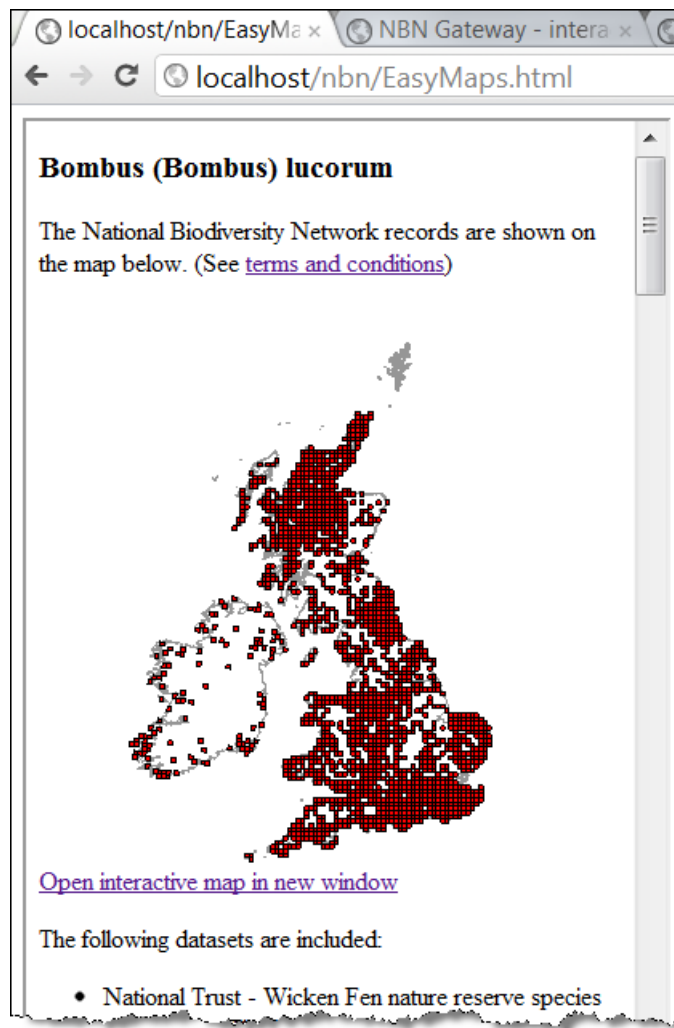 localhost/nbn/EasyMa
NBN Gateway - intera
localhost/nbn/EasyMaps.html
Bombus (Bombus) lucorum
The National Biodiversity Network records are shown on
the map below. (See terms and conditions)
Open interactive map in new window
The following datasets are included:
• National Trust - Wicken Fen nature reserve species